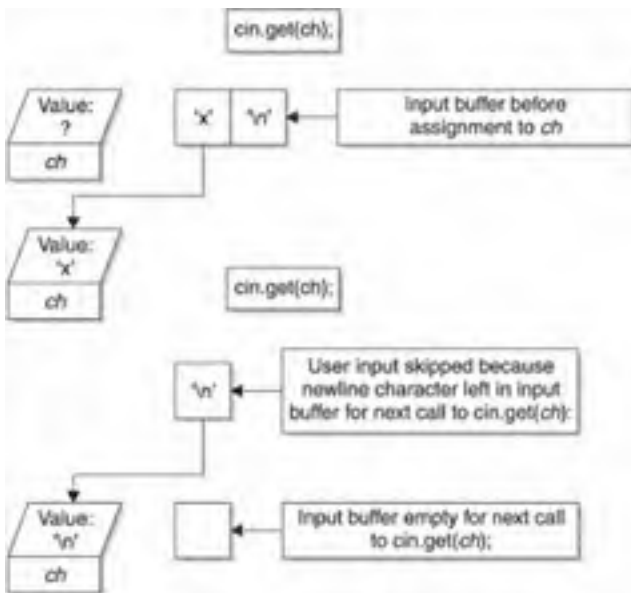 cin.get(ch);
Value:
?
ch
'x'
'\n'
Input buffer before
assignment to ch
Value:
'x'
ch
cin.get(ch);
'\n'
User input skipped because
newline character left in input
buffer for next call to cin.get(ch):
Value:
'\n'
ch
Input buffer empty for next call
to cin.get(ch);